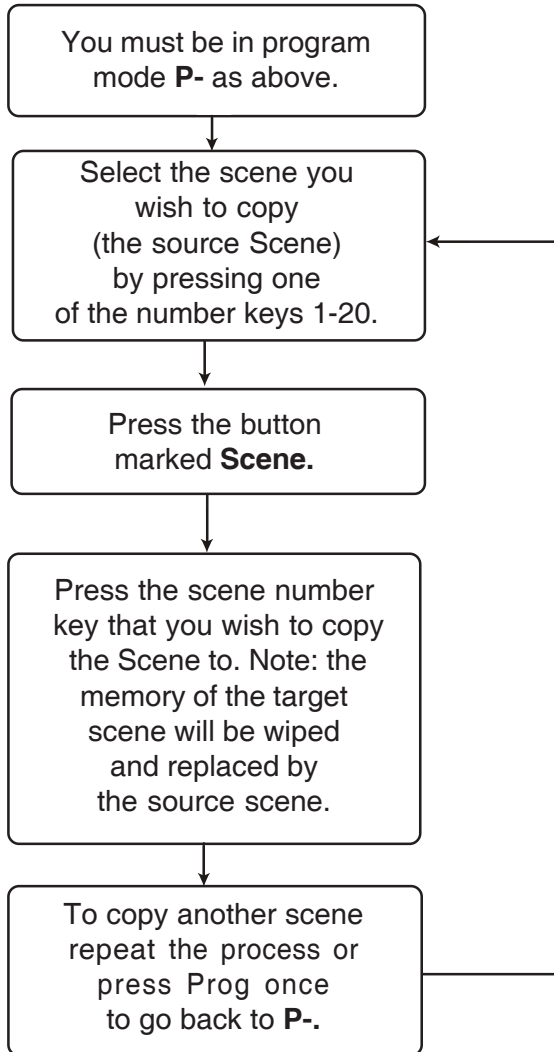 You must be in program
mode P- as above.
Select the scene you
wish to copy
(the source Scene)
by pressing one
of the number keys 1-20.
Press the button
marked Scene.
Press the scene number
key that you wish to copy
the Scene to. Note: the
memory of the target
scene will be wiped
and replaced by
the source scene.
To copy another scene
repeat the process or
press Prog once
to go back to P-.